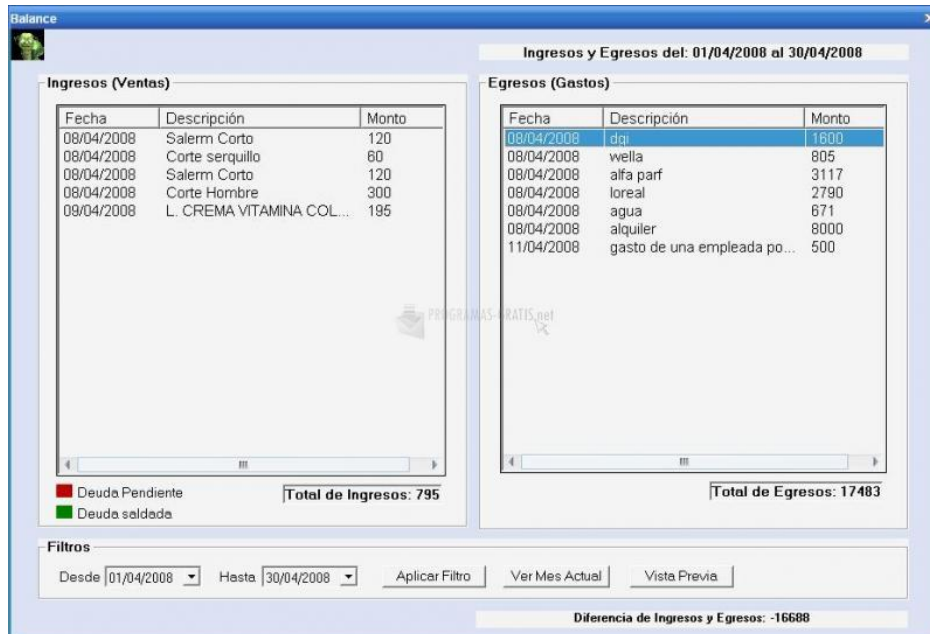 Balance
Ingresos y Egresos del: 01/04/2008 al 30/04/2008
Ingresos (Ventas)
Fecha Descripción Monto
08/04/2008 Salerm Corto 120
08/04/2008 Corte serquillo 60
08/04/2008 Salerm Corto 120
08/04/2008 Corte Hombre 300
09/04/2008 L. CREMA VITAMINA COL... 195
Deuda Pendiente
Deuda saldada
Total de Ingresos: 795
Egresos (Gastos)
Fecha Descripción Monto
08/04/2008 dgi 1600
08/04/2008 wella 805
08/04/2008 alfa parf 3117
08/04/2008 loreal 2790
08/04/2008 agua 671
08/04/2008 alquiler 8000
11/04/2008 gasto de una empleada po... 500
Total de Egresos: 17483
PROGRAMAS-GRATIS.net
Filtros
Desde 01/04/2008 Hasta 30/04/2008 Aplicar Filtro Ver Mes Actual Vista Previa
Diferencia de Ingresos y Egresos: -16688